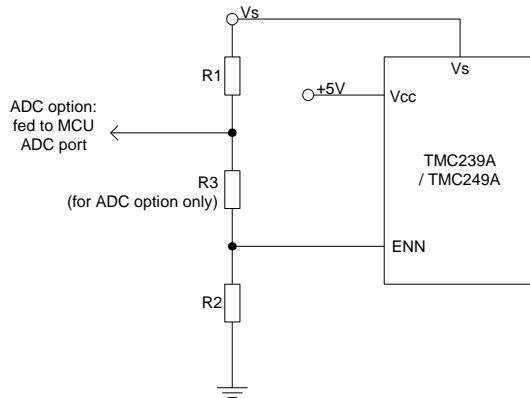 Vs
R1
ADC option:
fed to MCU
ADC port
+5V
Vs
Vcc
TMC239A
/ TMC249A
R3
(for ADC option only)
ENN
R2